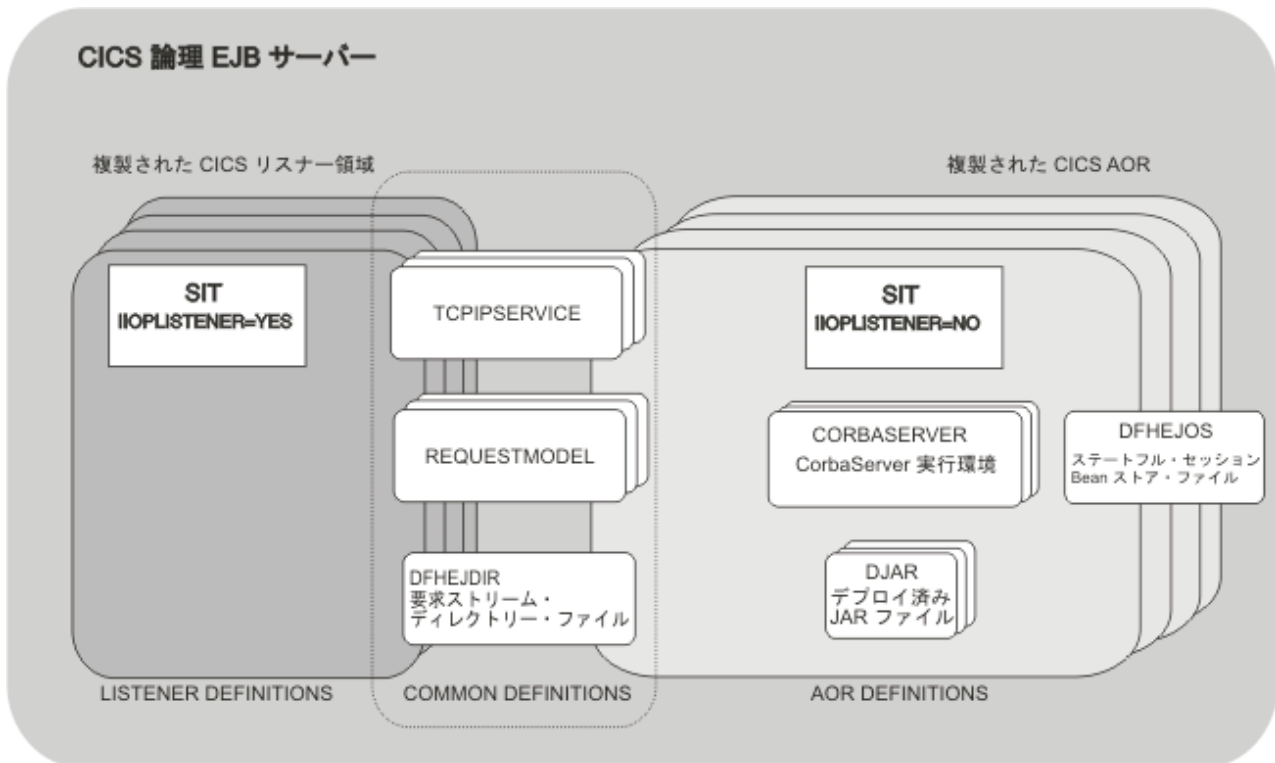 CICS 論理 EJB サーバー
複製された CICS リスナー領域
複製された CICS AOR
SIT
IIOPLISTENER=YES
TCPIPSERVICE
SIT
IIOPLISTENER=NO
REQUESTMODEL
CORBASERVER
CorbaServer 実行環境
DFHEJOS
ステートフル・セッション
Bean ストア・ファイル
DFHEJDIR
要求ストリーム・
ディレクトリー・ファイル
DJAR
デプロイ済み
JAR ファイル
LISTENER DEFINITIONS
COMMON DEFINITIONS
AOR DEFINITIONS